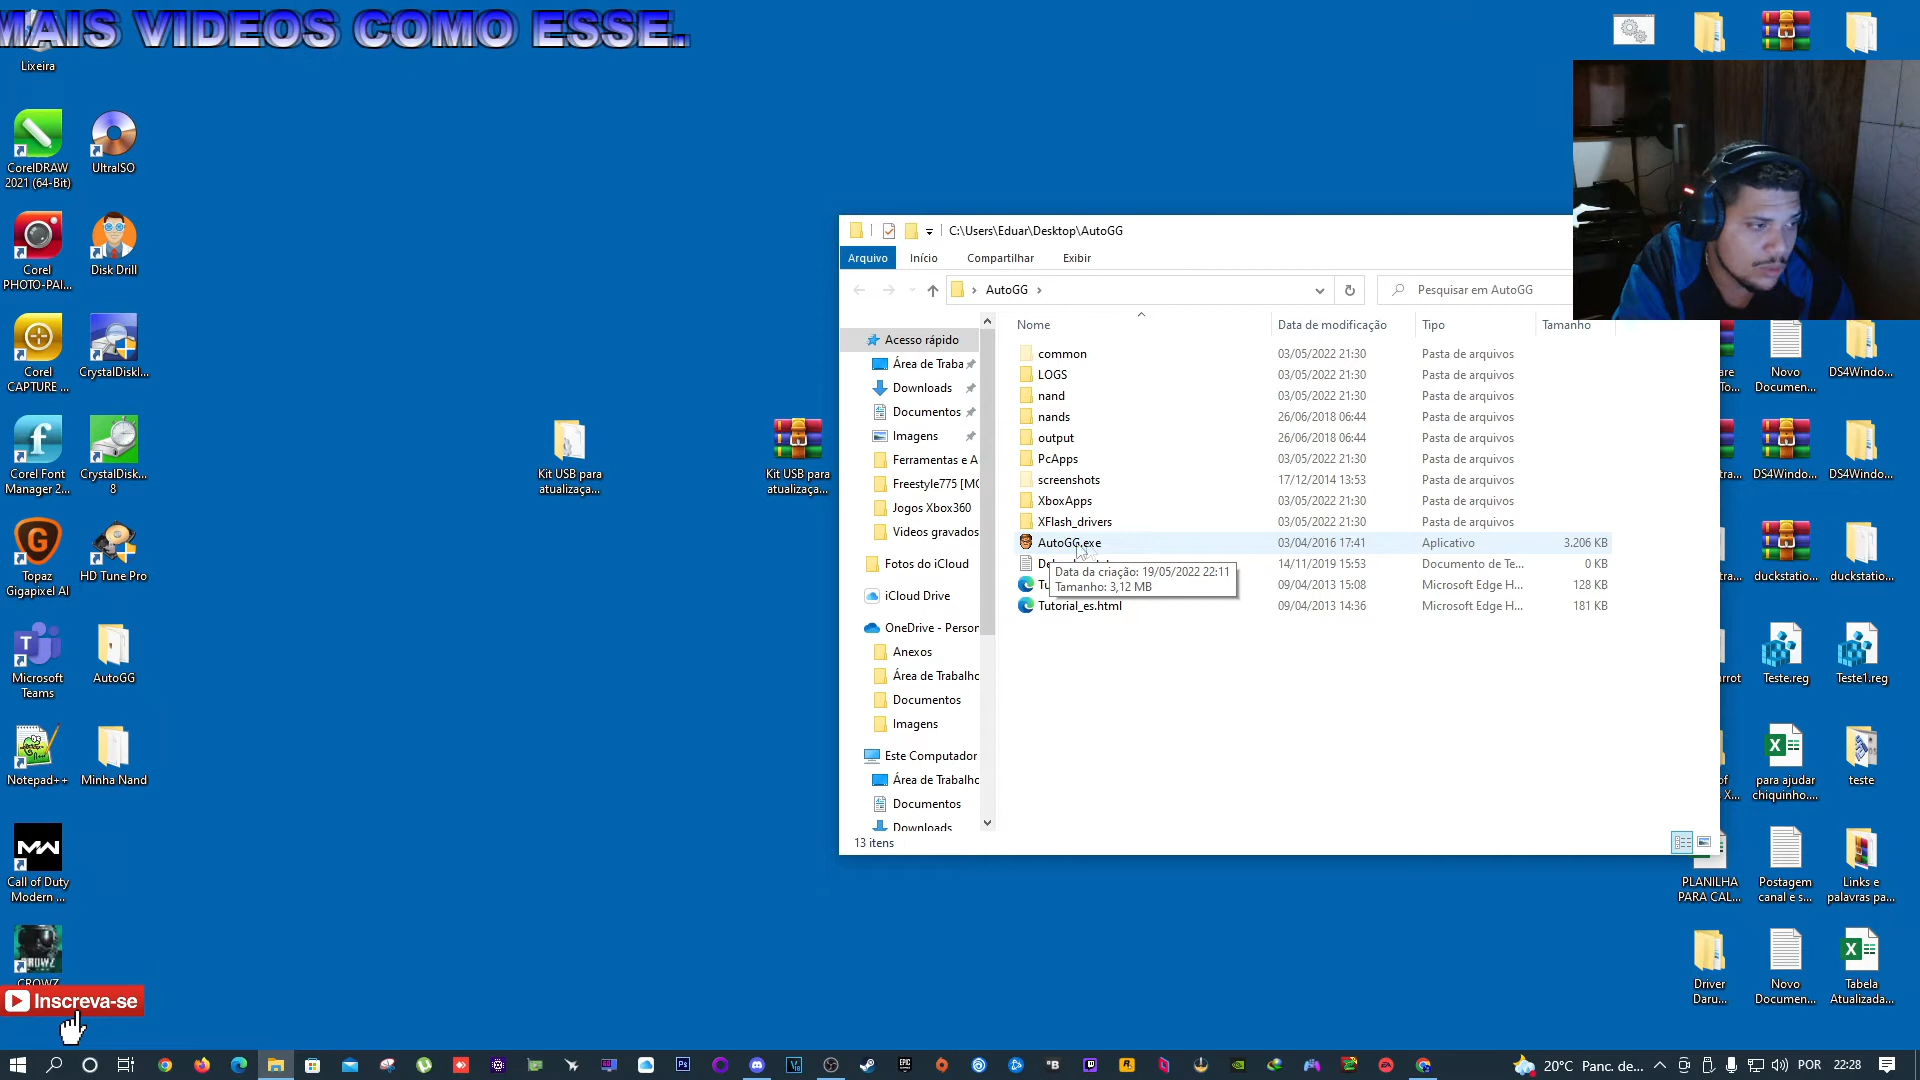 MAIS VIDEOS COMO ESSE.
Lixeira
CorelDRAW
2021 (64-Bit)
UltraISO
Corel
PHOTO-PAI...
Disk Drill
Corel
CAPTURE ...
CrystalDiskI...
Corel Font
Manager 2...
CrystalDisk...
8
Topaz
Gigapixel AI
HD Tune Pro
Microsoft
Teams
AutoGG
Notepad++
Minha Nand
Call of Duty
Modern ...
CROWZ
Inscreva-se
Kit USB para
atualizaça...
Kit USB para
atualizaça...
C:\Users\Eduar\Desktop\AutoGG
Arquivo
Início
Compartilhar
Exibir
AutoGG
Pesquisar em AutoGG
Acesso rápido
Área de Traba
Downloads
Documentos
Imagens
Ferramentas e A
Freestyle775 [MO
Jogos Xbox360
Videos gravados
Fotos do iCloud
iCloud Drive
OneDrive - Person
Anexos
Área de Trabalho
Documentos
Imagens
Este Computador
Área de Trabalho
Documentos
Downloads
Nome Data de modificação Tipo Tamanho
common 03/05/2022 21:30 Pasta de arquivos
LOGS 03/05/2022 21:30 Pasta de arquivos
nand 03/05/2022 21:30 Pasta de arquivos
nands 26/06/2018 06:44 Pasta de arquivos
output 26/06/2018 06:44 Pasta de arquivos
PcApps 03/05/2022 21:30 Pasta de arquivos
screenshots 17/12/2014 13:53 Pasta de arquivos
XboxApps 03/05/2022 21:30 Pasta de arquivos
XFlash_drivers 03/05/2022 21:30 Pasta de arquivos
AutoGG.exe 03/04/2016 17:41 Aplicativo 3.206 KB
14/11/2019 15:53 Documento de Te... 0 KB
Tu 09/04/2013 15:08 Microsoft Edge H... 128 KB
Tutorial_es.html 09/04/2013 14:36 Microsoft Edge H... 181 KB
Data da criação: 19/05/2022 22:11
Tamanho: 3,12 MB
13 itens
Novo
Documen...
DS4Windo...
DS4Windo...
DS4Windo...
duckstatio...
duckstatio...
Teste.reg
Teste1.reg
para ajudar
chiquinho....
teste
PLANILHA
PARA CAL...
Postagem
canal e s...
Links e
palavras pa...
Driver
Daru...
Novo
Documen...
Tabela
Atualizada...
20°C Panc. de...
POR
22:28